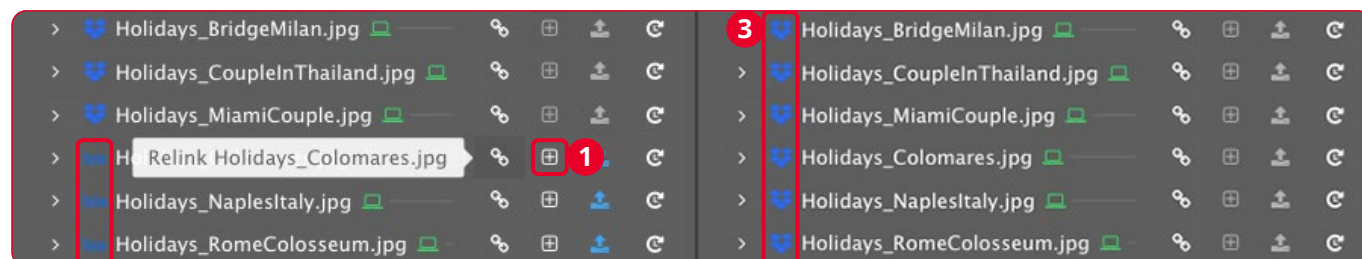 Holidays_BridgeMilan.jpg
Holidays_CoupleInThailand.jpg
Holidays_MiamiCouple.jpg
H Relink Holidays_Colomares.jpg 1
Holidays_NaplesItaly.jpg
Holidays_RomeColosseum.jpg
3 Holidays_BridgeMilan.jpg
Holidays_CoupleInThailand.jpg
Holidays_MiamiCouple.jpg
Holidays_Colomares.jpg
Holidays_NaplesItaly.jpg
Holidays_RomeColosseum.jpg